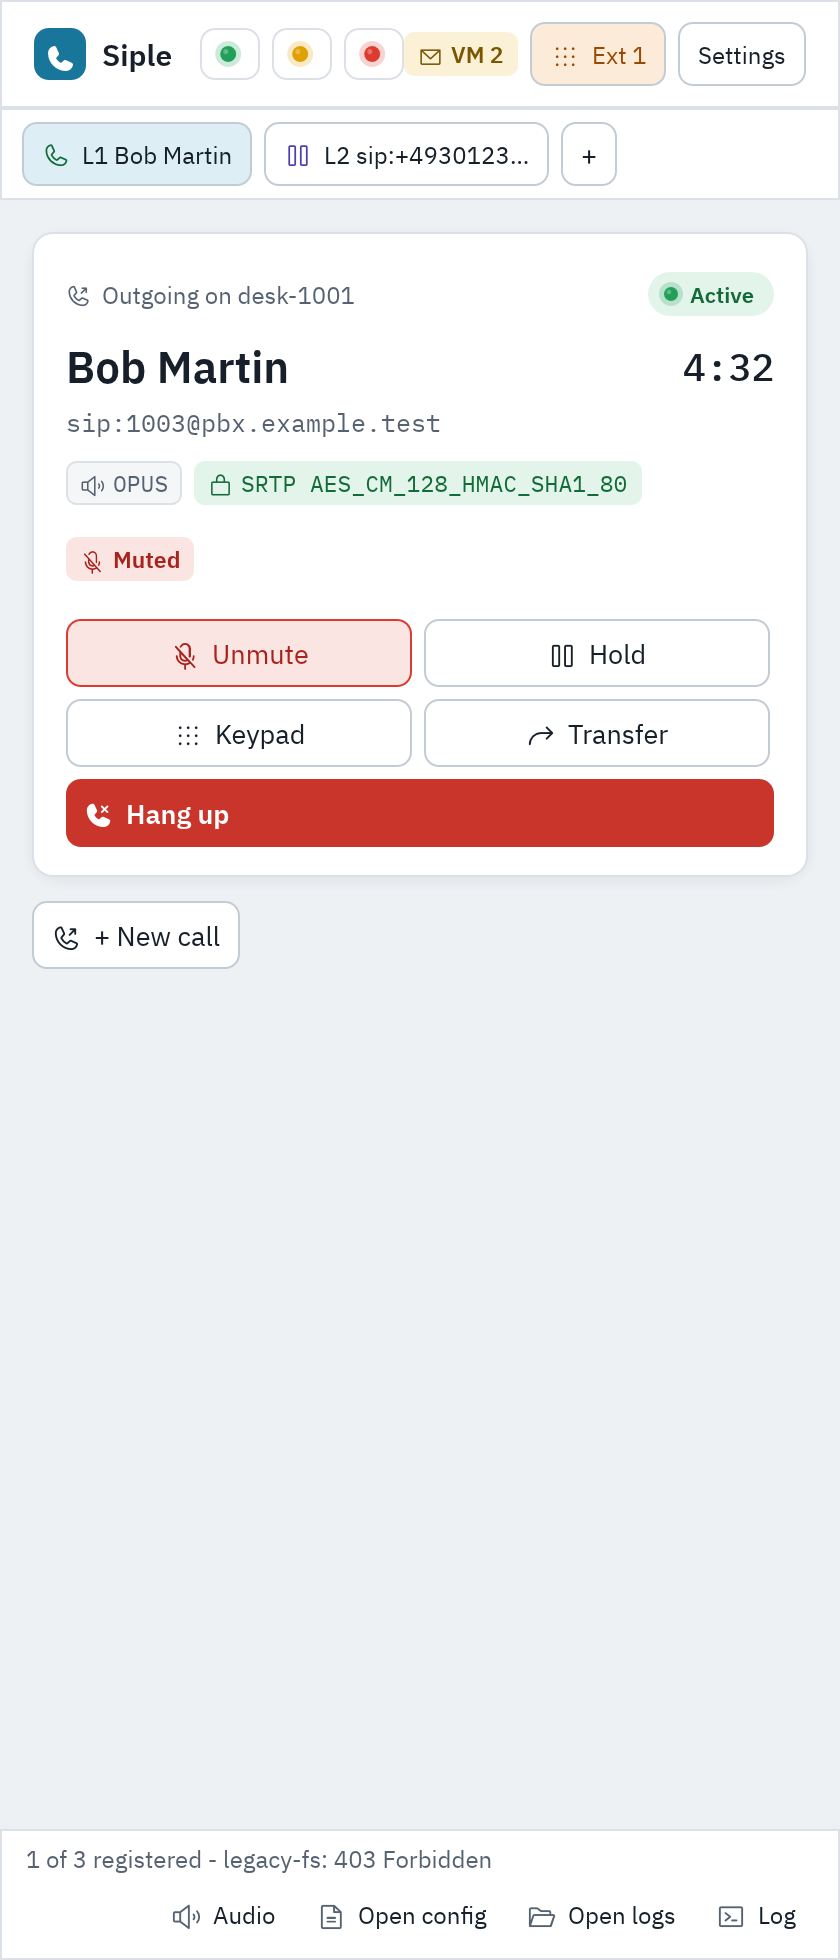 Siple VM 2 Ext 1 Settings
L1 Bob Martin L2 sip:+4930123... +
Outgoing on desk-1001 Active
Bob Martin 4:32
sip:1003@pbx.example.test
OPUS SRTP AES_CM_128_HMAC_SHA1_80
Muted
Unmute Hold
Keypad Transfer
Hang up
+ New call
1 of 3 registered - legacy-fs: 403 Forbidden
Audio Open config Open logs Log